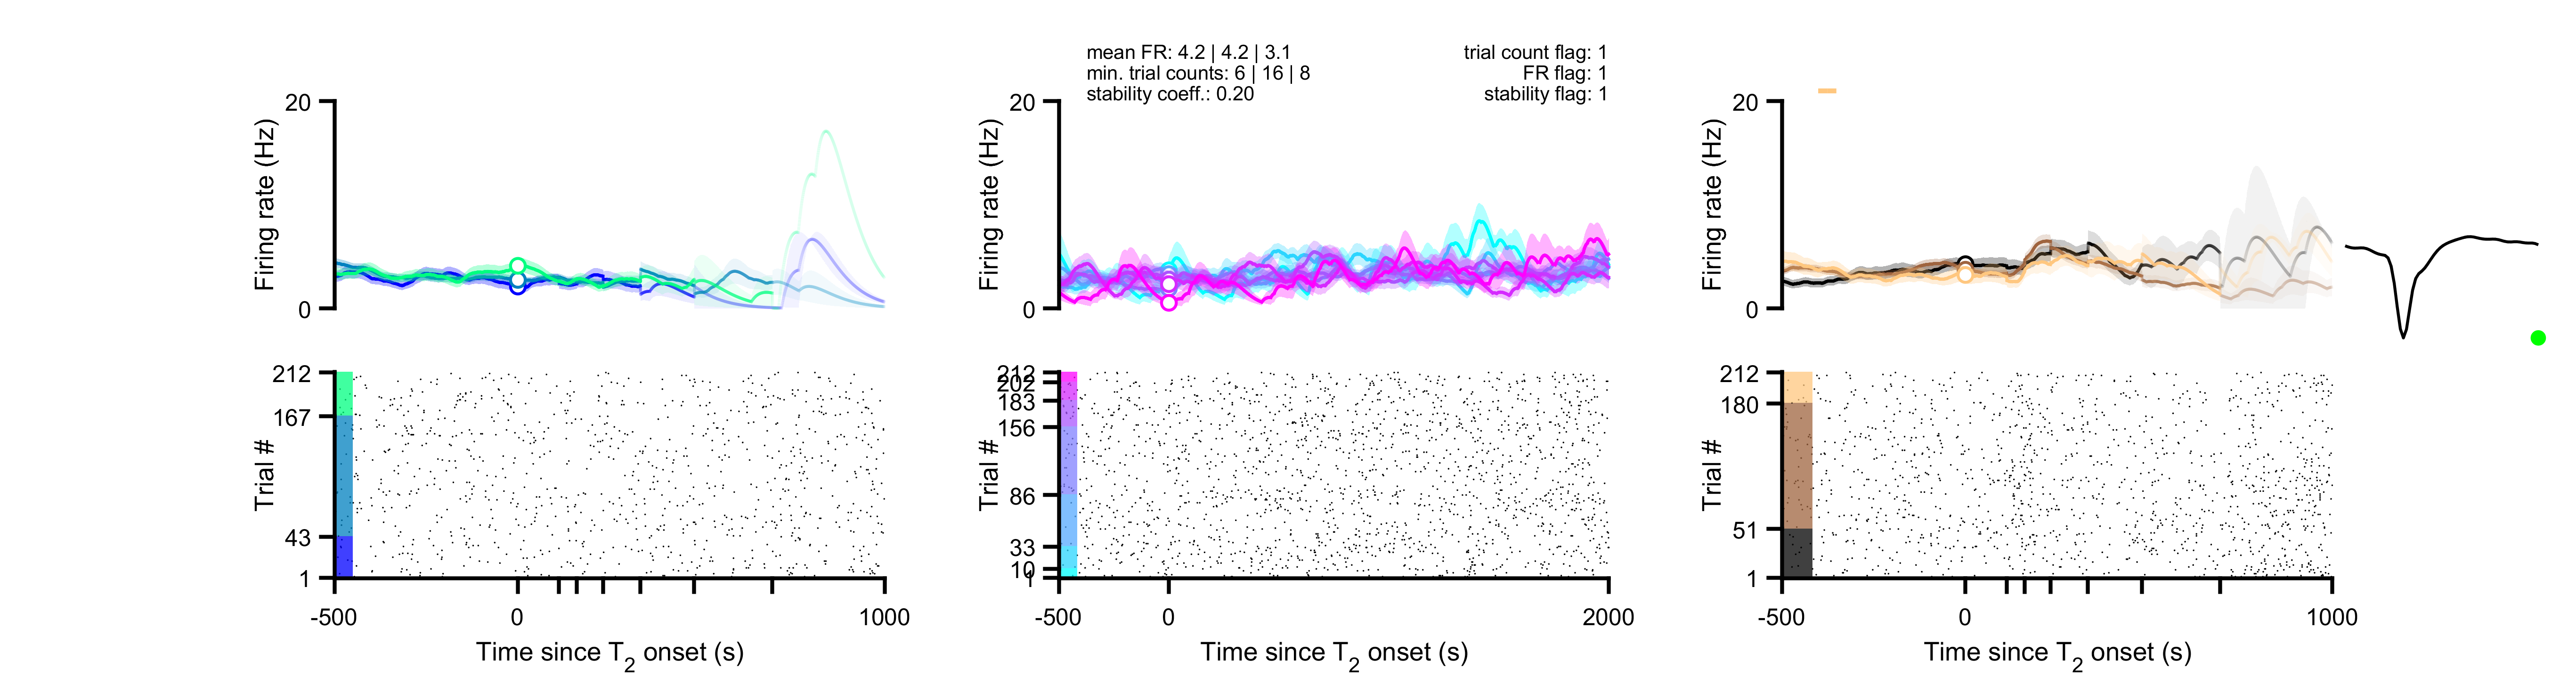 mean FR: 4.2 | 4.2 | 3.1
min. trial counts: 6 | 16 | 8
stability coeff.: 0.20
trial count flag: 1
FR flag: 1
stability flag: 1
20
0
Firing rate (Hz)
212
167
43
1
Trial #
-500
0
1000
Time since T2 onset (s)
20
0
Firing rate (Hz)
212
202
183
156
86
33
10
1
Trial #
-500
0
2000
Time since T2 onset (s)
20
0
Firing rate (Hz)
212
180
51
1
Trial #
-500
0
1000
Time since T2 onset (s)